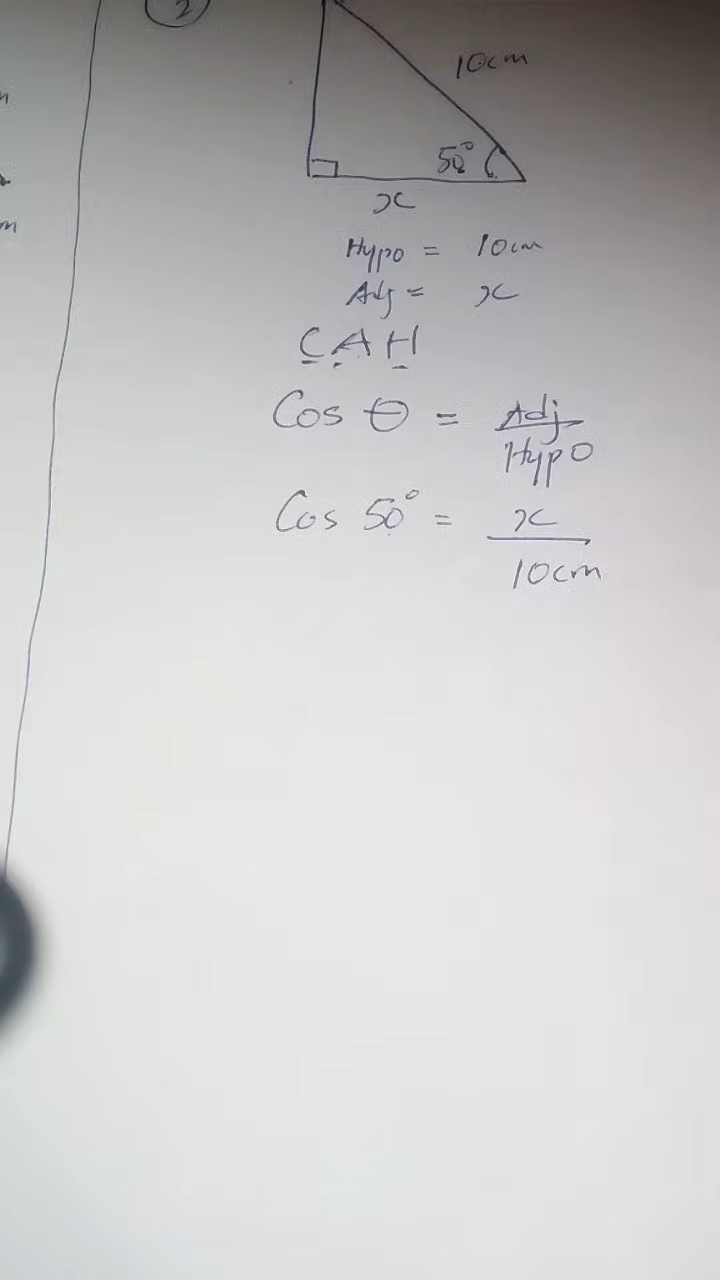 2
10cm
50°
x
Hypo = 10cm
Adj = x
CAH
Cos θ = Adj
Hypo
Cos 50° = x
10cm